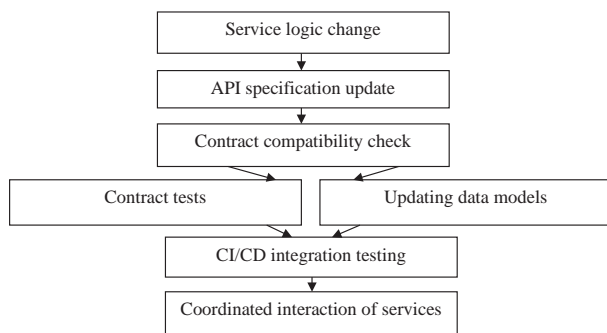 Service logic change
API specification update
Contract compatibility check
Contract tests
Updating data models
CI/CD integration testing
Coordinated interaction of services